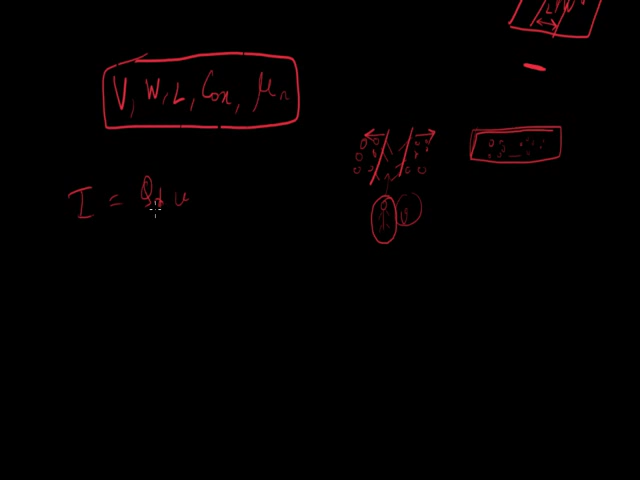 L W
V, W, L, Cox, μn
I = Qd v